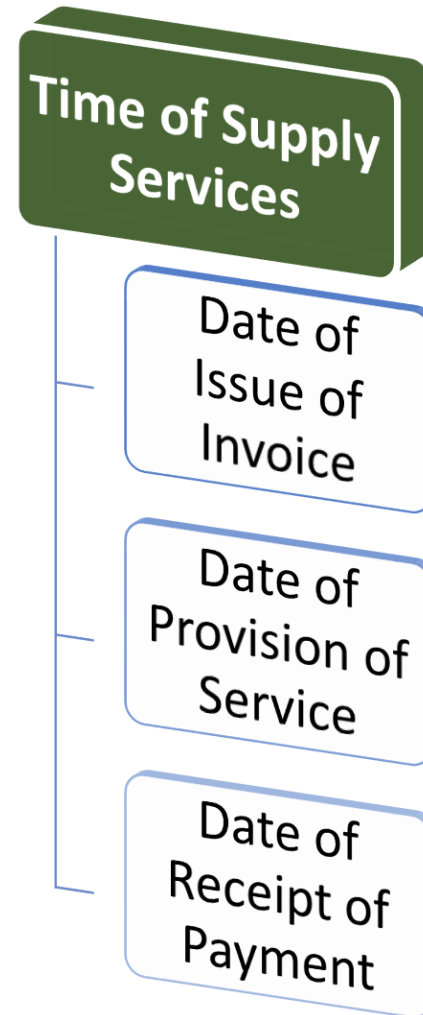 Time of Supply
Services
Date of
Issue of
Invoice
Date of
Provision of
Service
Date of
Receipt of
Payment